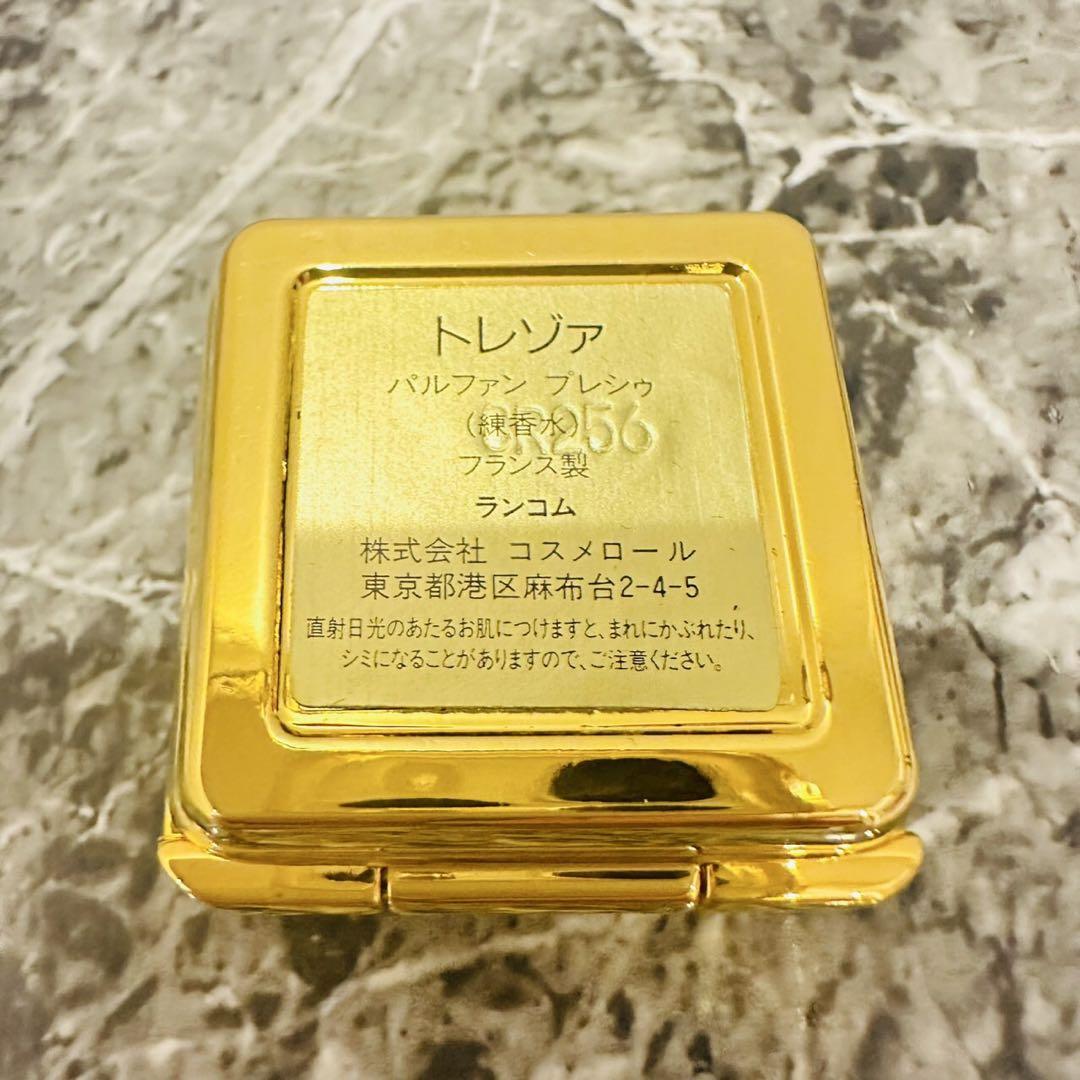 トレゾァ
パルファン プレシゥ
(練香水)
CR256
フランス製
ランコム
株式会社 コスメロール
東京都港区麻布台2-4-5
直射日光のあたるお肌につけますと、まれにかぶれたり、
シミになることがありますので、ご注意ください。